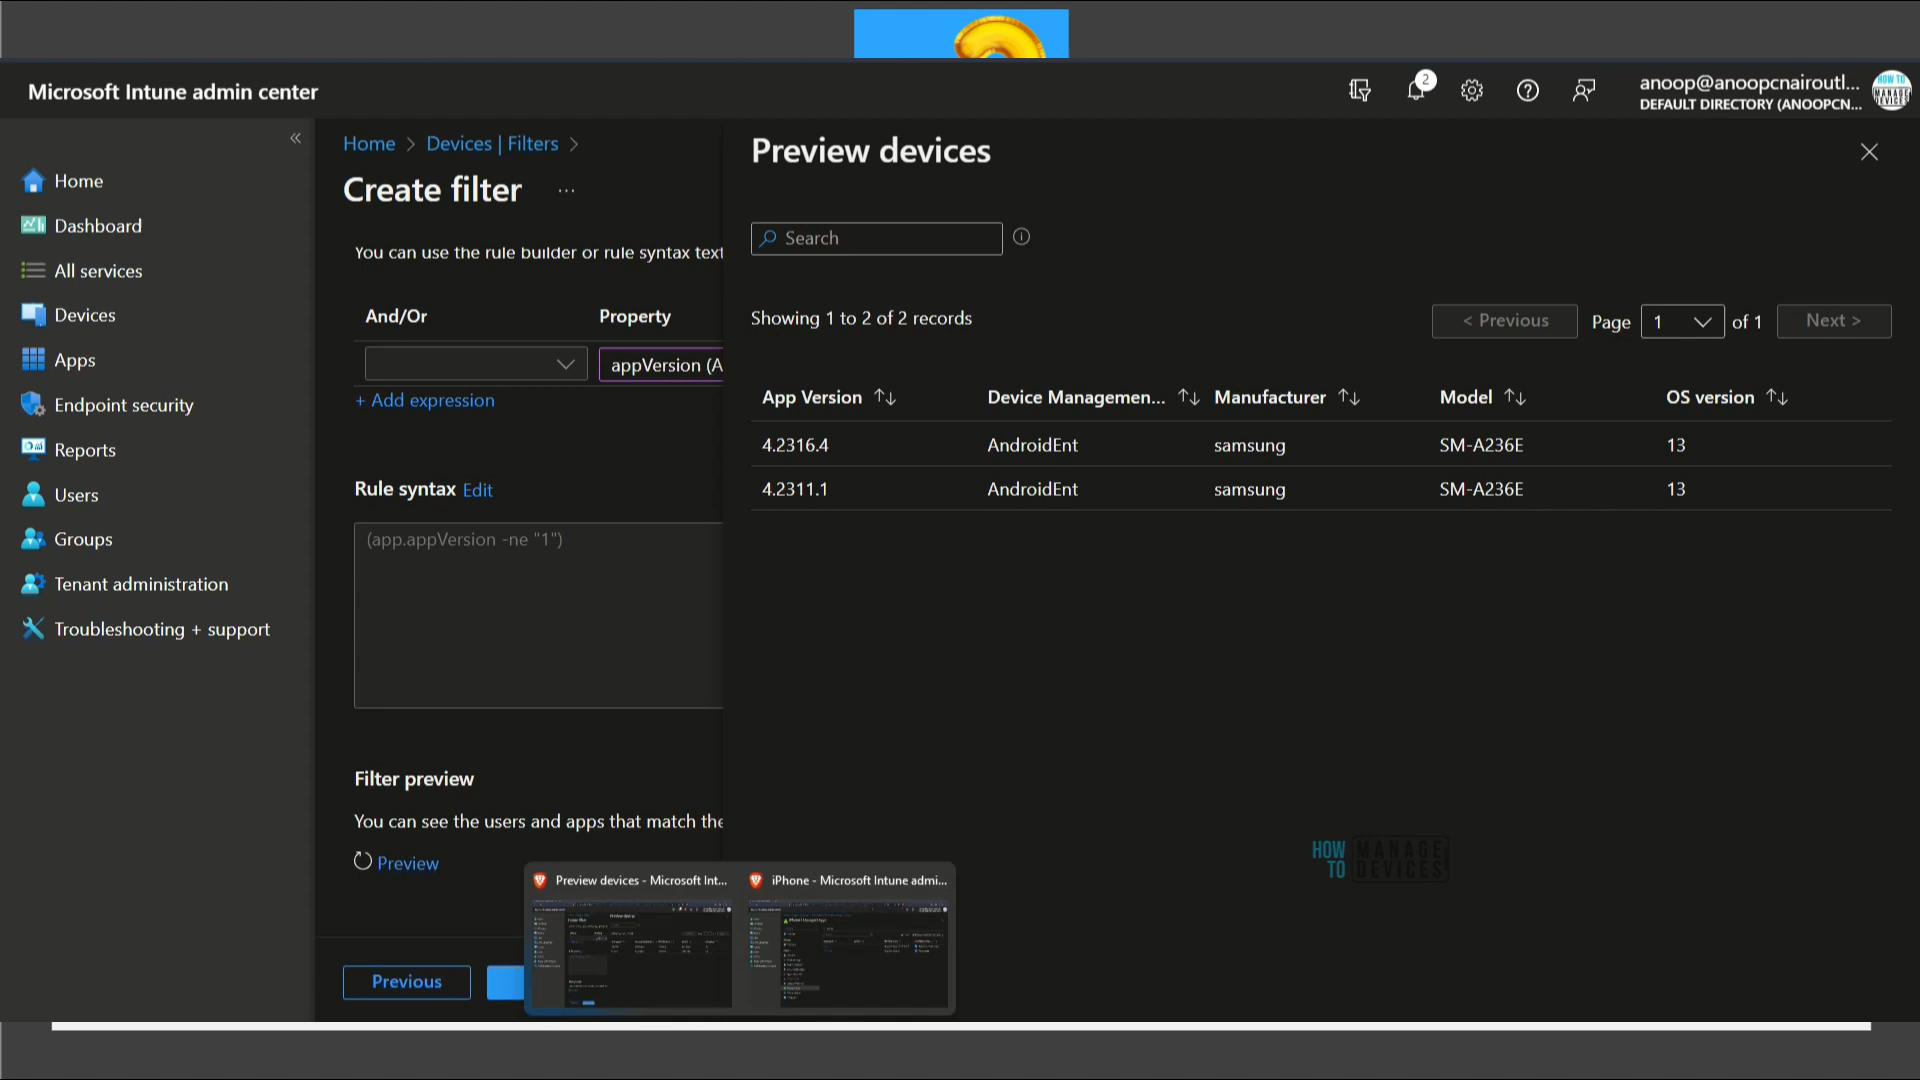 Microsoft Intune admin center
2
anoop@anoopcnairoutl...
DEFAULT DIRECTORY (ANOOPCN...
HOW TO
MANAGE
DEVICES
«
Home
Dashboard
All services
Devices
Apps
Endpoint security
Reports
Users
Groups
Tenant administration
Troubleshooting + support
Home > Devices | Filters >
Create filter ...
You can use the rule builder or rule syntax text
And/Or Property
appVersion (A
+ Add expression
Rule syntax Edit
(app.appVersion -ne "1")
Filter preview
You can see the users and apps that match the
Preview
Previous
Preview devices
Search
Showing 1 to 2 of 2 records
< Previous Page 1 of 1 Next >
App Version Device Managemen... Manufacturer Model OS version
4.2316.4 AndroidEnt samsung SM-A236E 13
4.2311.1 AndroidEnt samsung SM-A236E 13
HOW TO
MANAGE
DEVICES
Preview devices - Microsoft Int...
iPhone - Microsoft Intune admi...